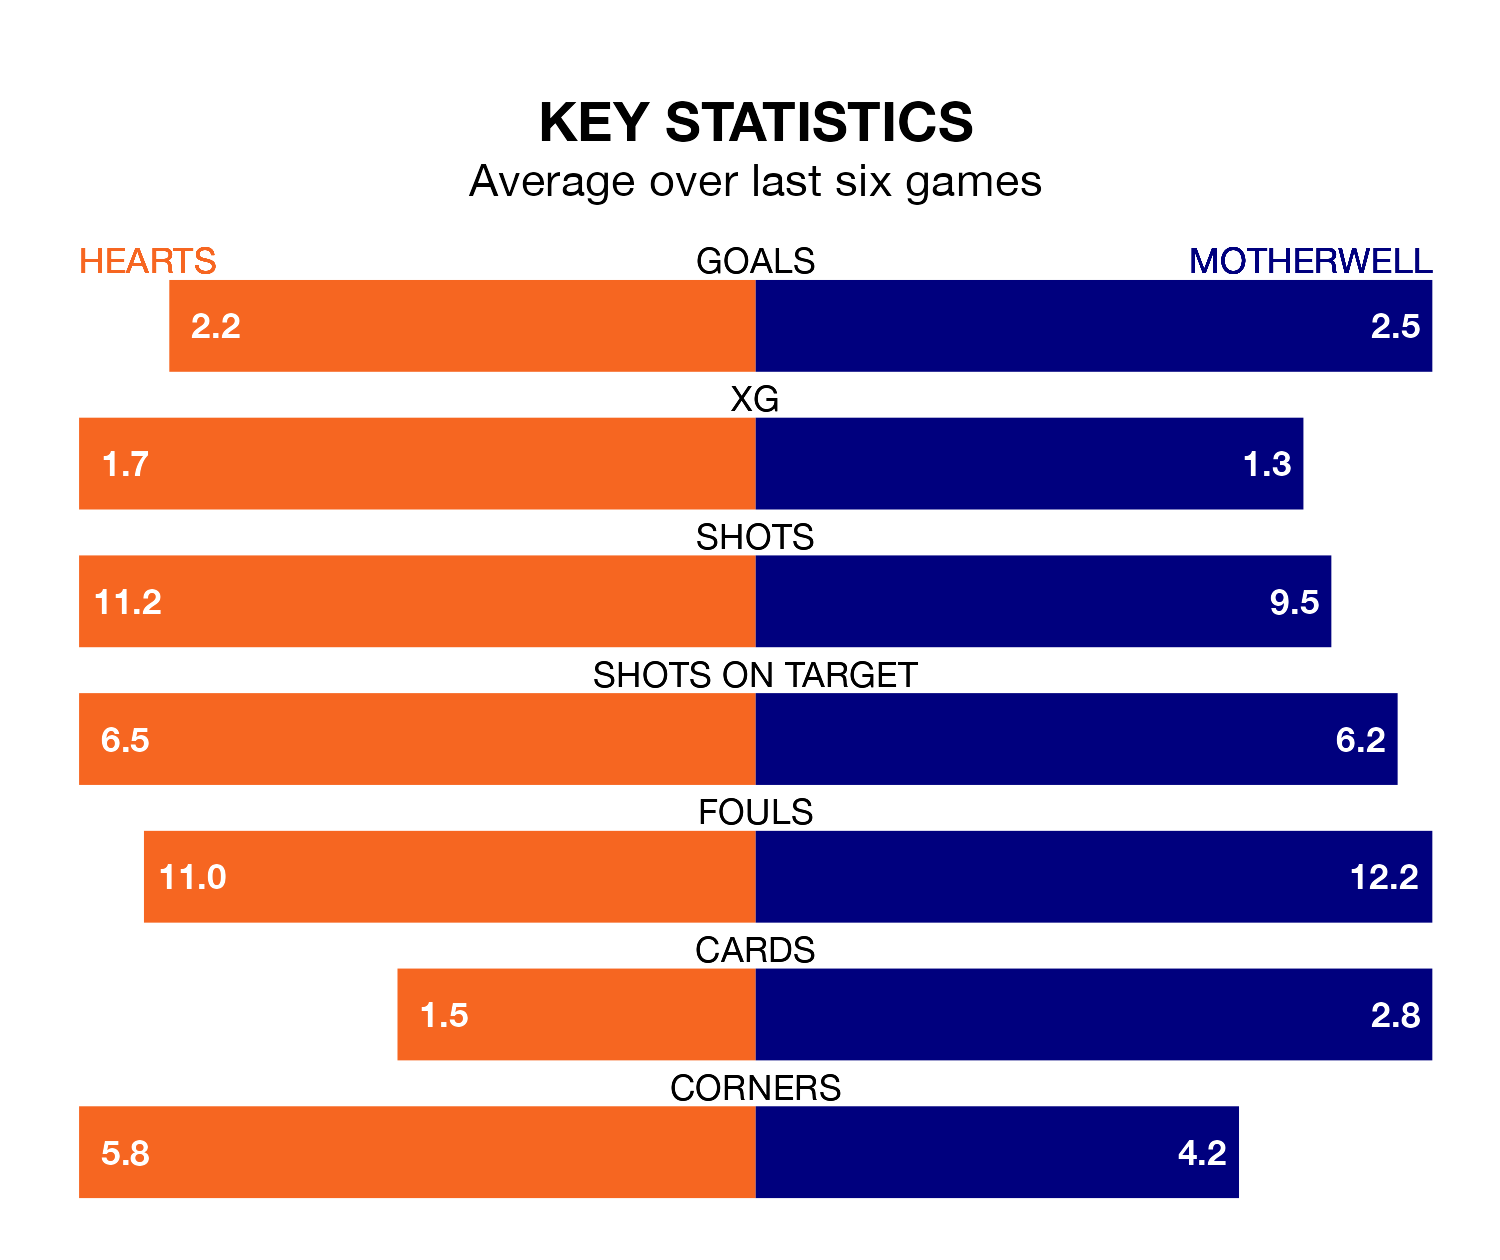 KEY STATISTICS
Average over last six games
HEARTS GOALS MOTHERWELL
2.2 2.5
XG
1.7 1.3
SHOTS
11.2 9.5
SHOTS ON TARGET
6.5 6.2
FOULS
11.0 12.2
CARDS
1.5 2.8
CORNERS
5.8 4.2